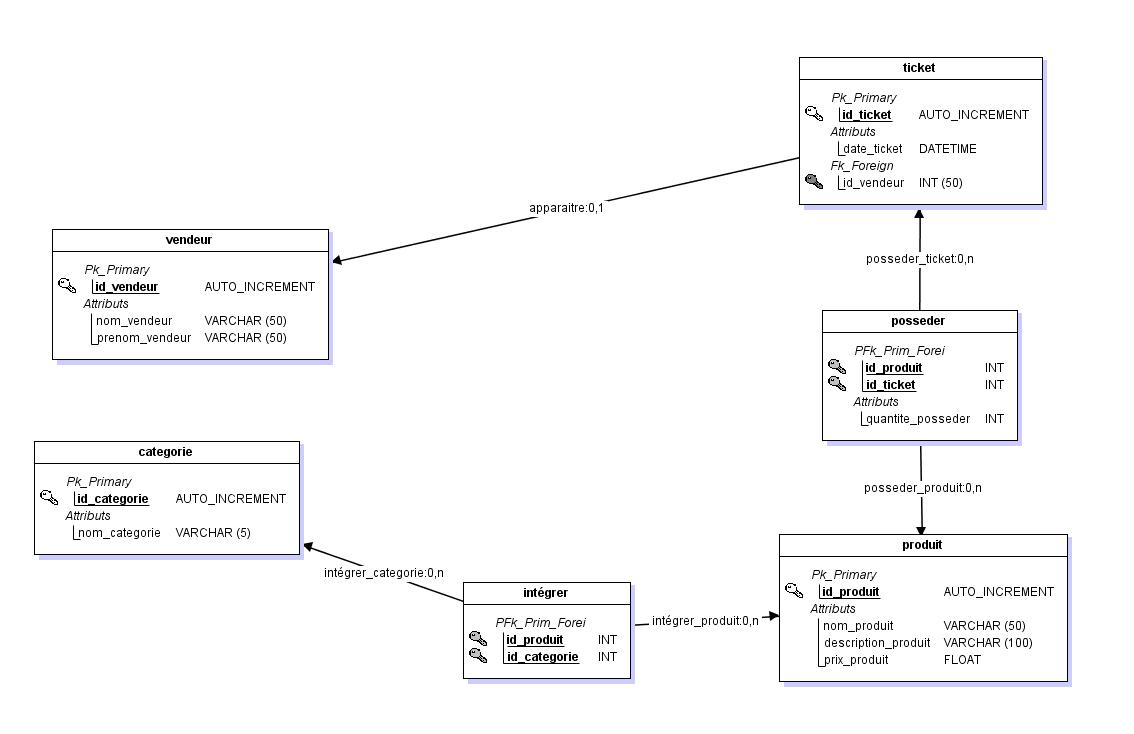 ticket
Pk_Primary
id_ticket AUTO_INCREMENT
Attributs
date_ticket DATETIME
Fk_Foreign
id_vendeur INT (50)
apparaitre:0,1
vendeur
Pk_Primary
id_vendeur AUTO_INCREMENT
Attributs
nom_vendeur VARCHAR (50)
prenom_vendeur VARCHAR (50)
posseder_ticket:0,n
posseder
PFk_Prim_Forei
id_produit INT
id_ticket INT
Attributs
quantite_posseder INT
categorie
Pk_Primary
id_categorie AUTO_INCREMENT
Attributs
nom_categorie VARCHAR (5)
posseder_produit:0,n
produit
Pk_Primary
id_produit AUTO_INCREMENT
Attributs
nom_produit VARCHAR (50)
description_produit VARCHAR (100)
prix_produit FLOAT
intégrer_categorie:0,n
intégrer
PFk_Prim_Forei
id_produit INT
id_categorie INT
intégrer_produit:0,n